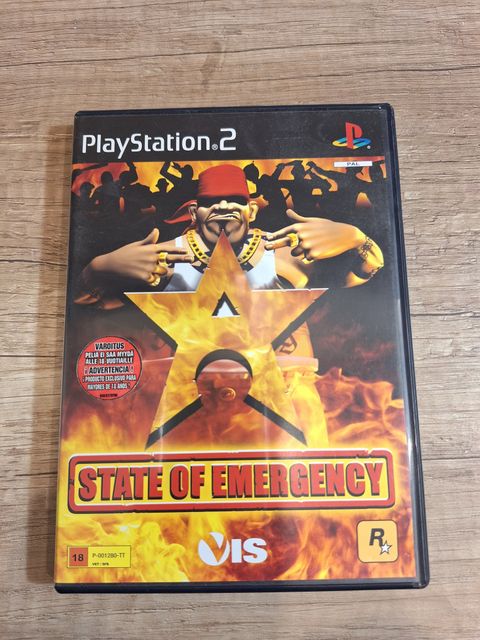 PlayStation®2
PAL
VAROITUS
PELIÄ EI SAA MYYDÄ
ALLE 18-VUOTIAILLE
¡ ADVERTENCIA !
¡ PRODUCTO EXCLUSIVO PARA
MAYORES DE 18 AÑOS.
STATE OF EMERGENCY
18
P-001280-TT
VIS
R